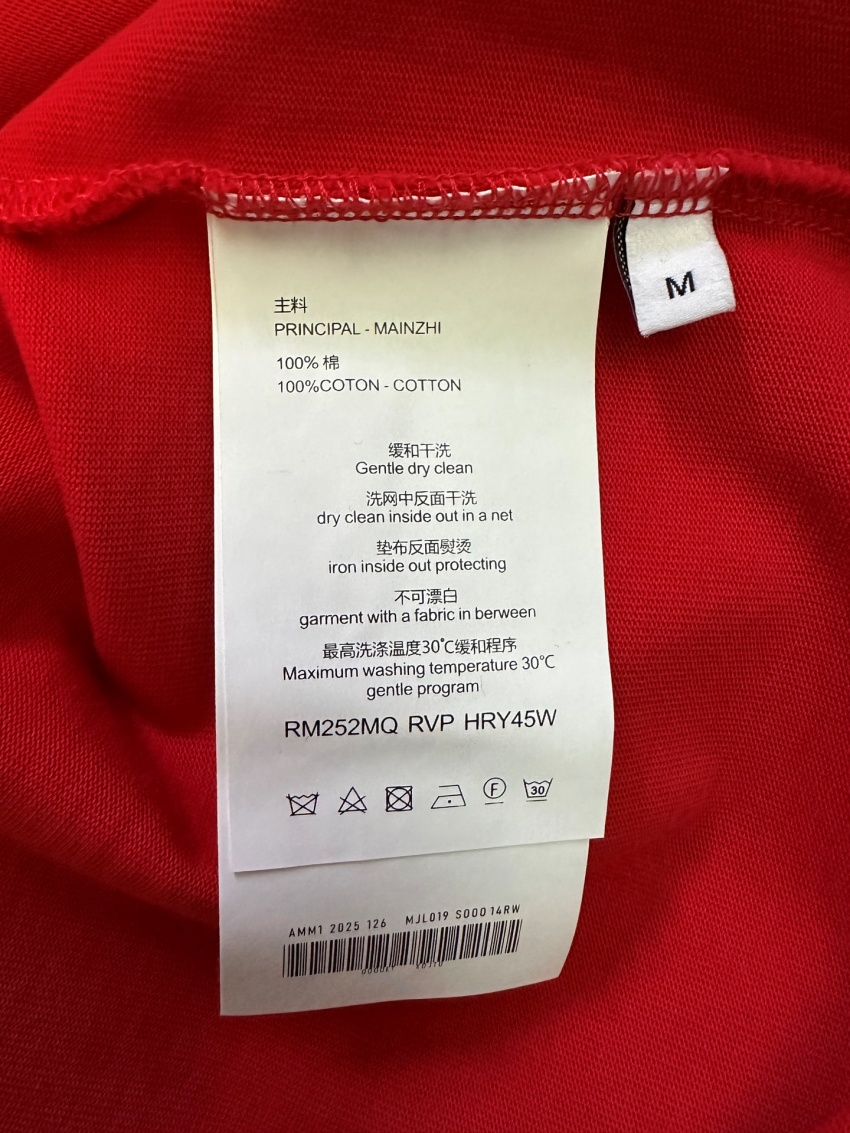 M
主料
PRINCIPAL - MAINZHI
100% 棉
100%COTON - COTTON
缓和干洗
Gentle dry clean
洗网中反面干洗
dry clean inside out in a net
垫布反面熨烫
iron inside out protecting
不可漂白
garment with a fabric in berween
最高洗涤温度30℃缓和程序
Maximum washing temperature 30℃
gentle program
RM252MQ RVP HRY45W
F
30
AMM1 2025 126 MJL019 S000 14RW